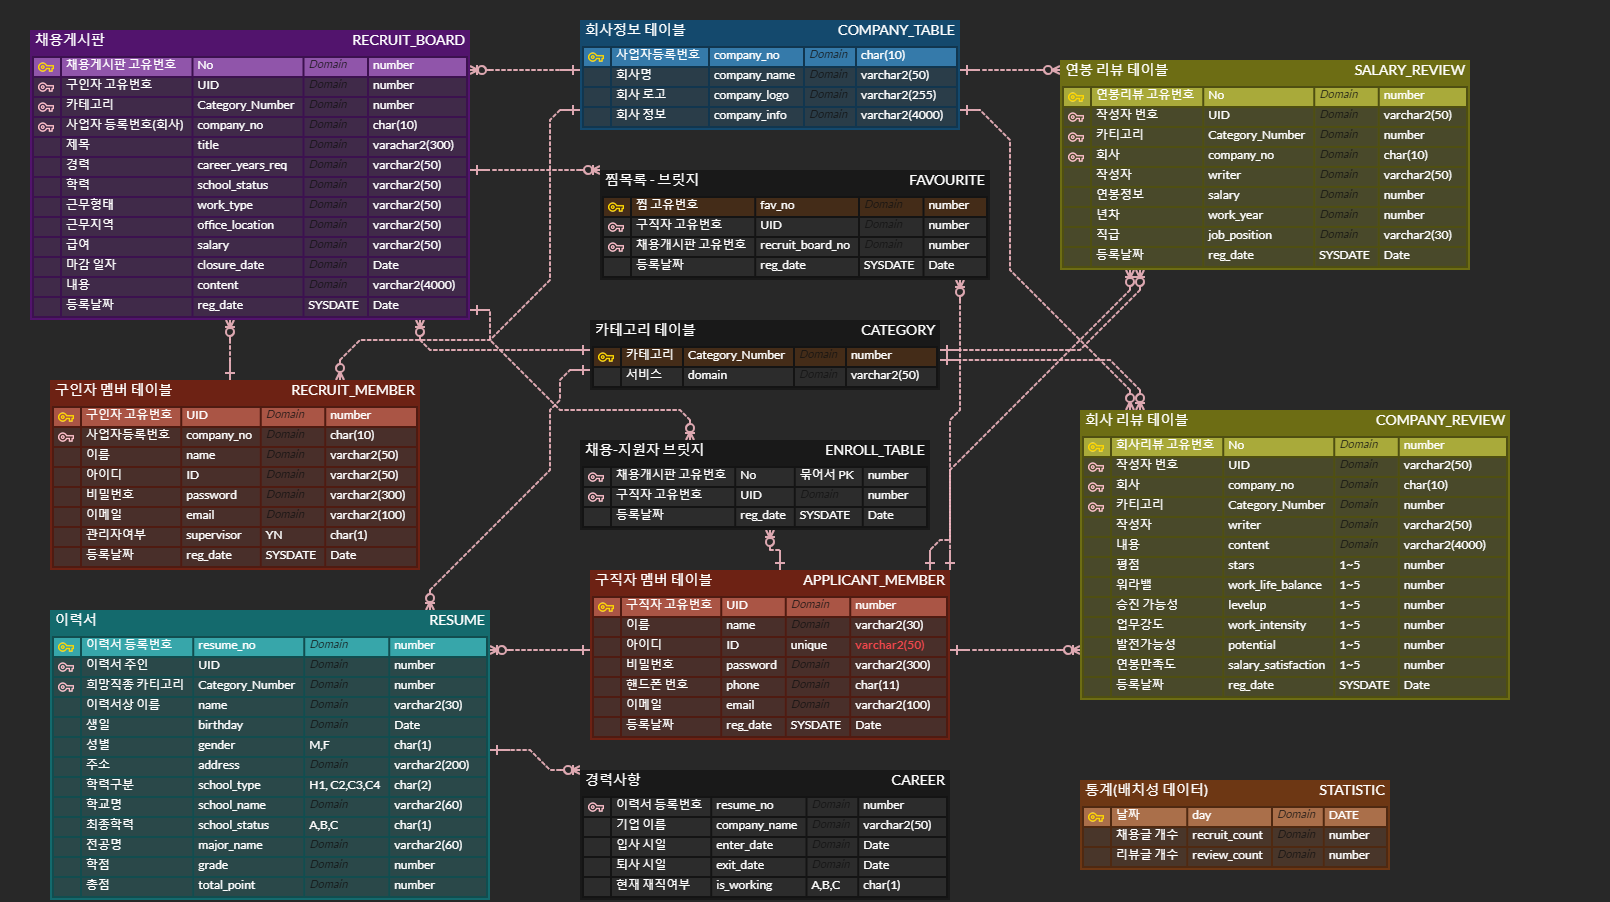 채용게시판 RECRUIT_BOARD
채용게시판 고유번호 No Domain number
구인자 고유번호 UID Domain number
카테고리 Category_Number Domain number
사업자 등록번호(회사) company_no Domain char(10)
제목 title Domain varachar2(300)
경력 career_years_req Domain varchar2(50)
학력 school_status Domain varchar2(50)
근무형태 work_type Domain varchar2(50)
근무지역 office_location Domain varchar2(50)
급여 salary Domain varchar2(50)
마감 일자 closure_date Domain Date
내용 content Domain varchar2(4000)
등록날짜 reg_date SYSDATE Date
회사정보 테이블 COMPANY_TABLE
사업자등록번호 company_no Domain char(10)
회사명 company_name Domain varchar2(50)
회사 로고 company_logo Domain varchar2(255)
회사 정보 company_info Domain varchar2(4000)
연봉 리뷰 테이블 SALARY_REVIEW
연봉리뷰 고유번호 No Domain number
작성자 번호 UID Domain varchar2(50)
카티고리 Category_Number Domain number
회사 company_no Domain char(10)
작성자 writer Domain varchar2(50)
연봉정보 salary Domain number
년차 work_year Domain number
직급 job_position Domain varchar2(30)
등록날짜 reg_date SYSDATE Date
찜목록 - 브릿지 FAVOURITE
찜 고유번호 fav_no Domain number
구직자 고유번호 UID Domain number
채용게시판 고유번호 recruit_board_no Domain number
등록날짜 reg_date SYSDATE Date
카테고리 테이블 CATEGORY
카테고리 Category_Number Domain number
서비스 domain Domain varchar2(50)
구인자 멤버 테이블 RECRUIT_MEMBER
구인자 고유번호 UID Domain number
사업자등록번호 company_no Domain char(10)
이름 name Domain varchar2(50)
아이디 ID Domain varchar2(50)
비밀번호 password Domain varchar2(300)
이메일 email Domain varchar2(100)
관리자여부 supervisor YN char(1)
등록날짜 reg_date SYSDATE Date
채용-지원자 브릿지 ENROLL_TABLE
채용게시판 고유번호 No 묶어서 PK number
구직자 고유번호 UID Domain number
등록날짜 reg_date SYSDATE Date
회사 리뷰 테이블 COMPANY_REVIEW
회사리뷰 고유번호 No Domain number
작성자 번호 UID Domain varchar2(50)
회사 company_no Domain char(10)
카티고리 Category_Number Domain number
작성자 writer Domain varchar2(50)
내용 content Domain varchar2(4000)
평점 stars 1~5 number
워라밸 work_life_balance 1~5 number
승진 가능성 levelup 1~5 number
업무강도 work_intensity 1~5 number
발전가능성 potential 1~5 number
연봉만족도 salary_satisfaction 1~5 number
등록날짜 reg_date SYSDATE Date
구직자 멤버 테이블 APPLICANT_MEMBER
구직자 고유번호 UID Domain number
이름 name Domain varchar2(30)
아이디 ID unique varchar2(50)
비밀번호 password Domain varchar2(300)
핸드폰 번호 phone Domain char(11)
이메일 email Domain varchar2(100)
등록날짜 reg_date SYSDATE Date
이력서 RESUME
이력서 등록번호 resume_no Domain number
이력서 주인 UID Domain number
희망직종 카티고리 Category_Number Domain number
이력서상 이름 name Domain varchar2(30)
생일 birthday Domain Date
성별 gender M,F char(1)
주소 address Domain varchar2(200)
학력구분 school_type H1, C2,C3,C4 char(2)
학교명 school_name Domain varchar2(60)
최종학력 school_status A,B,C char(1)
전공명 major_name Domain varchar2(60)
학점 grade Domain number
총점 total_point Domain number
경력사항 CAREER
이력서 등록번호 resume_no Domain number
기업 이름 company_name Domain varchar2(50)
입사 시일 enter_date Domain Date
퇴사 시일 exit_date Domain Date
현재 재직여부 is_working A,B,C char(1)
통계(배치성 데이터) STATISTIC
날짜 day Domain DATE
채용글 개수 recruit_count Domain number
리뷰글 개수 review_count Domain number